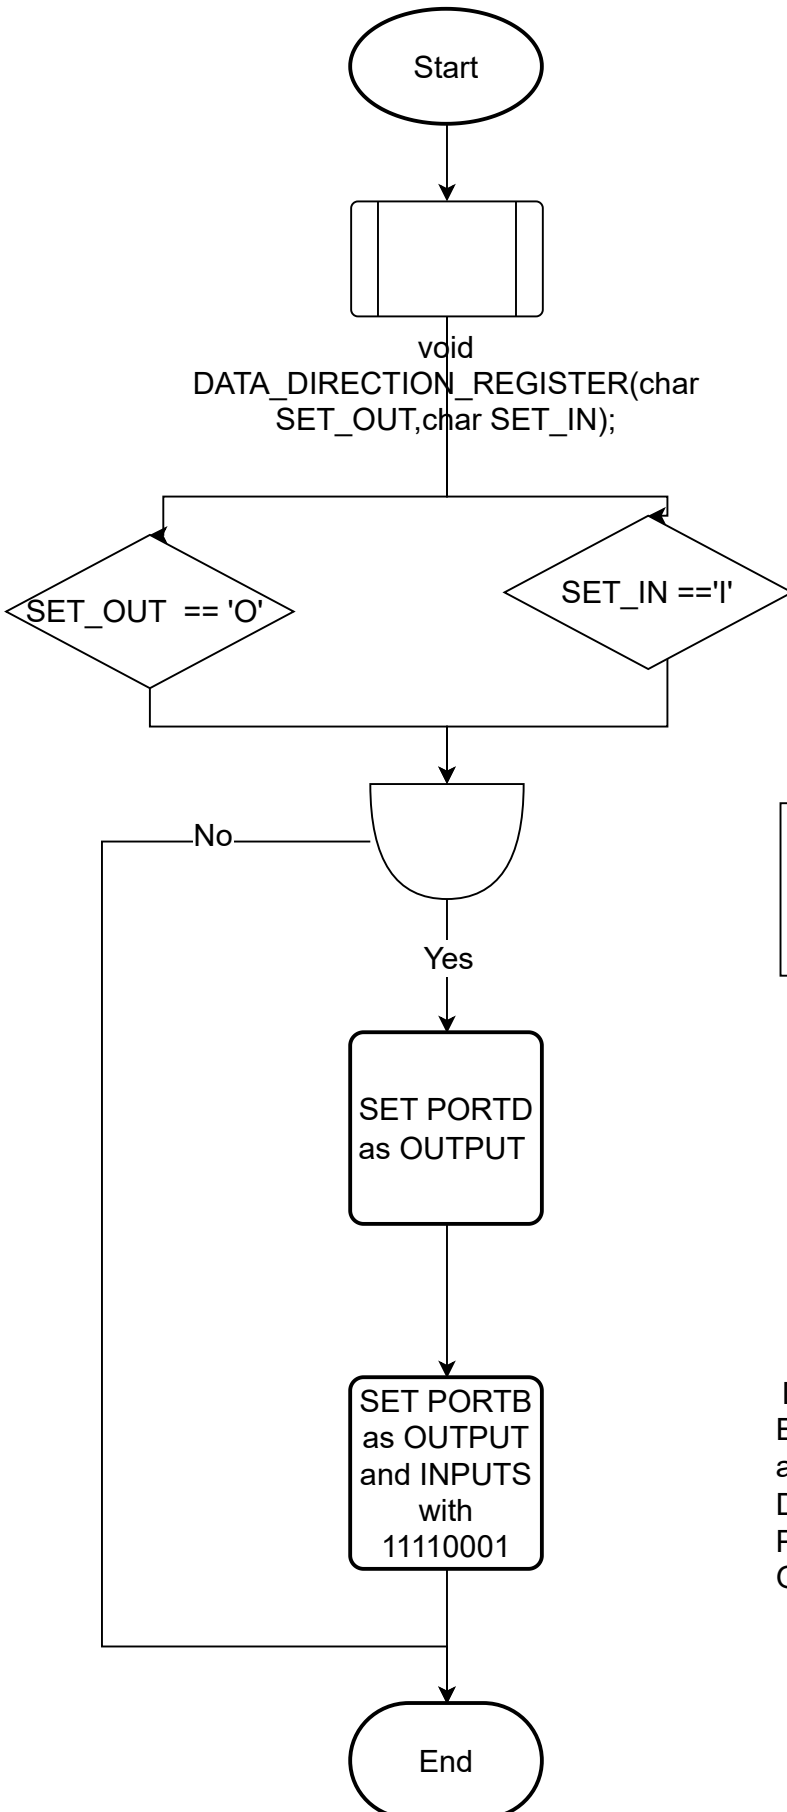 Start
void
DATA_DIRECTION_REGISTER(char
SET_OUT,char SET_IN);
SET_OUT  == 'O'
SET_IN =='I'
No
Yes
SET PORTD
as OUTPUT
SET PORTB
as OUTPUT
and INPUTS
with
11110001
End